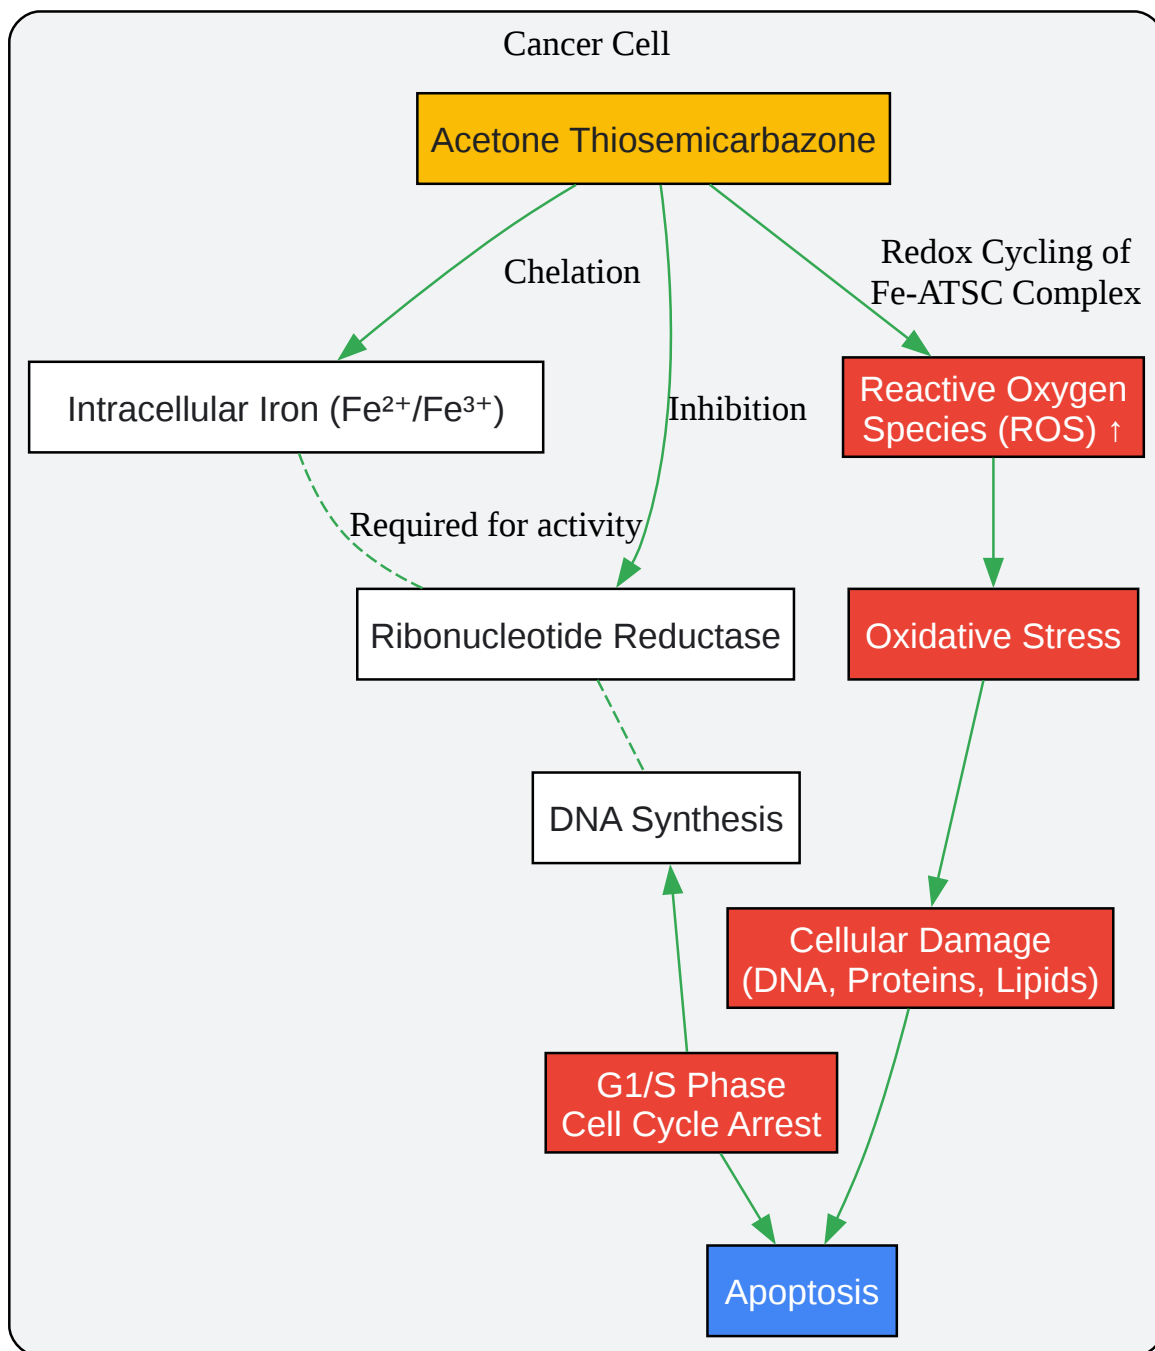 Cancer Cell
Acetone Thiosemicarbazone
Chelation
Redox Cycling of
Fe-ATSC Complex
Intracellular Iron (Fe²⁺/Fe³⁺)
Inhibition
Reactive Oxygen
Species (ROS) ↑
Required for activity
Ribonucleotide Reductase
Oxidative Stress
DNA Synthesis
Cellular Damage
(DNA, Proteins, Lipids)
G1/S Phase
Cell Cycle Arrest
Apoptosis